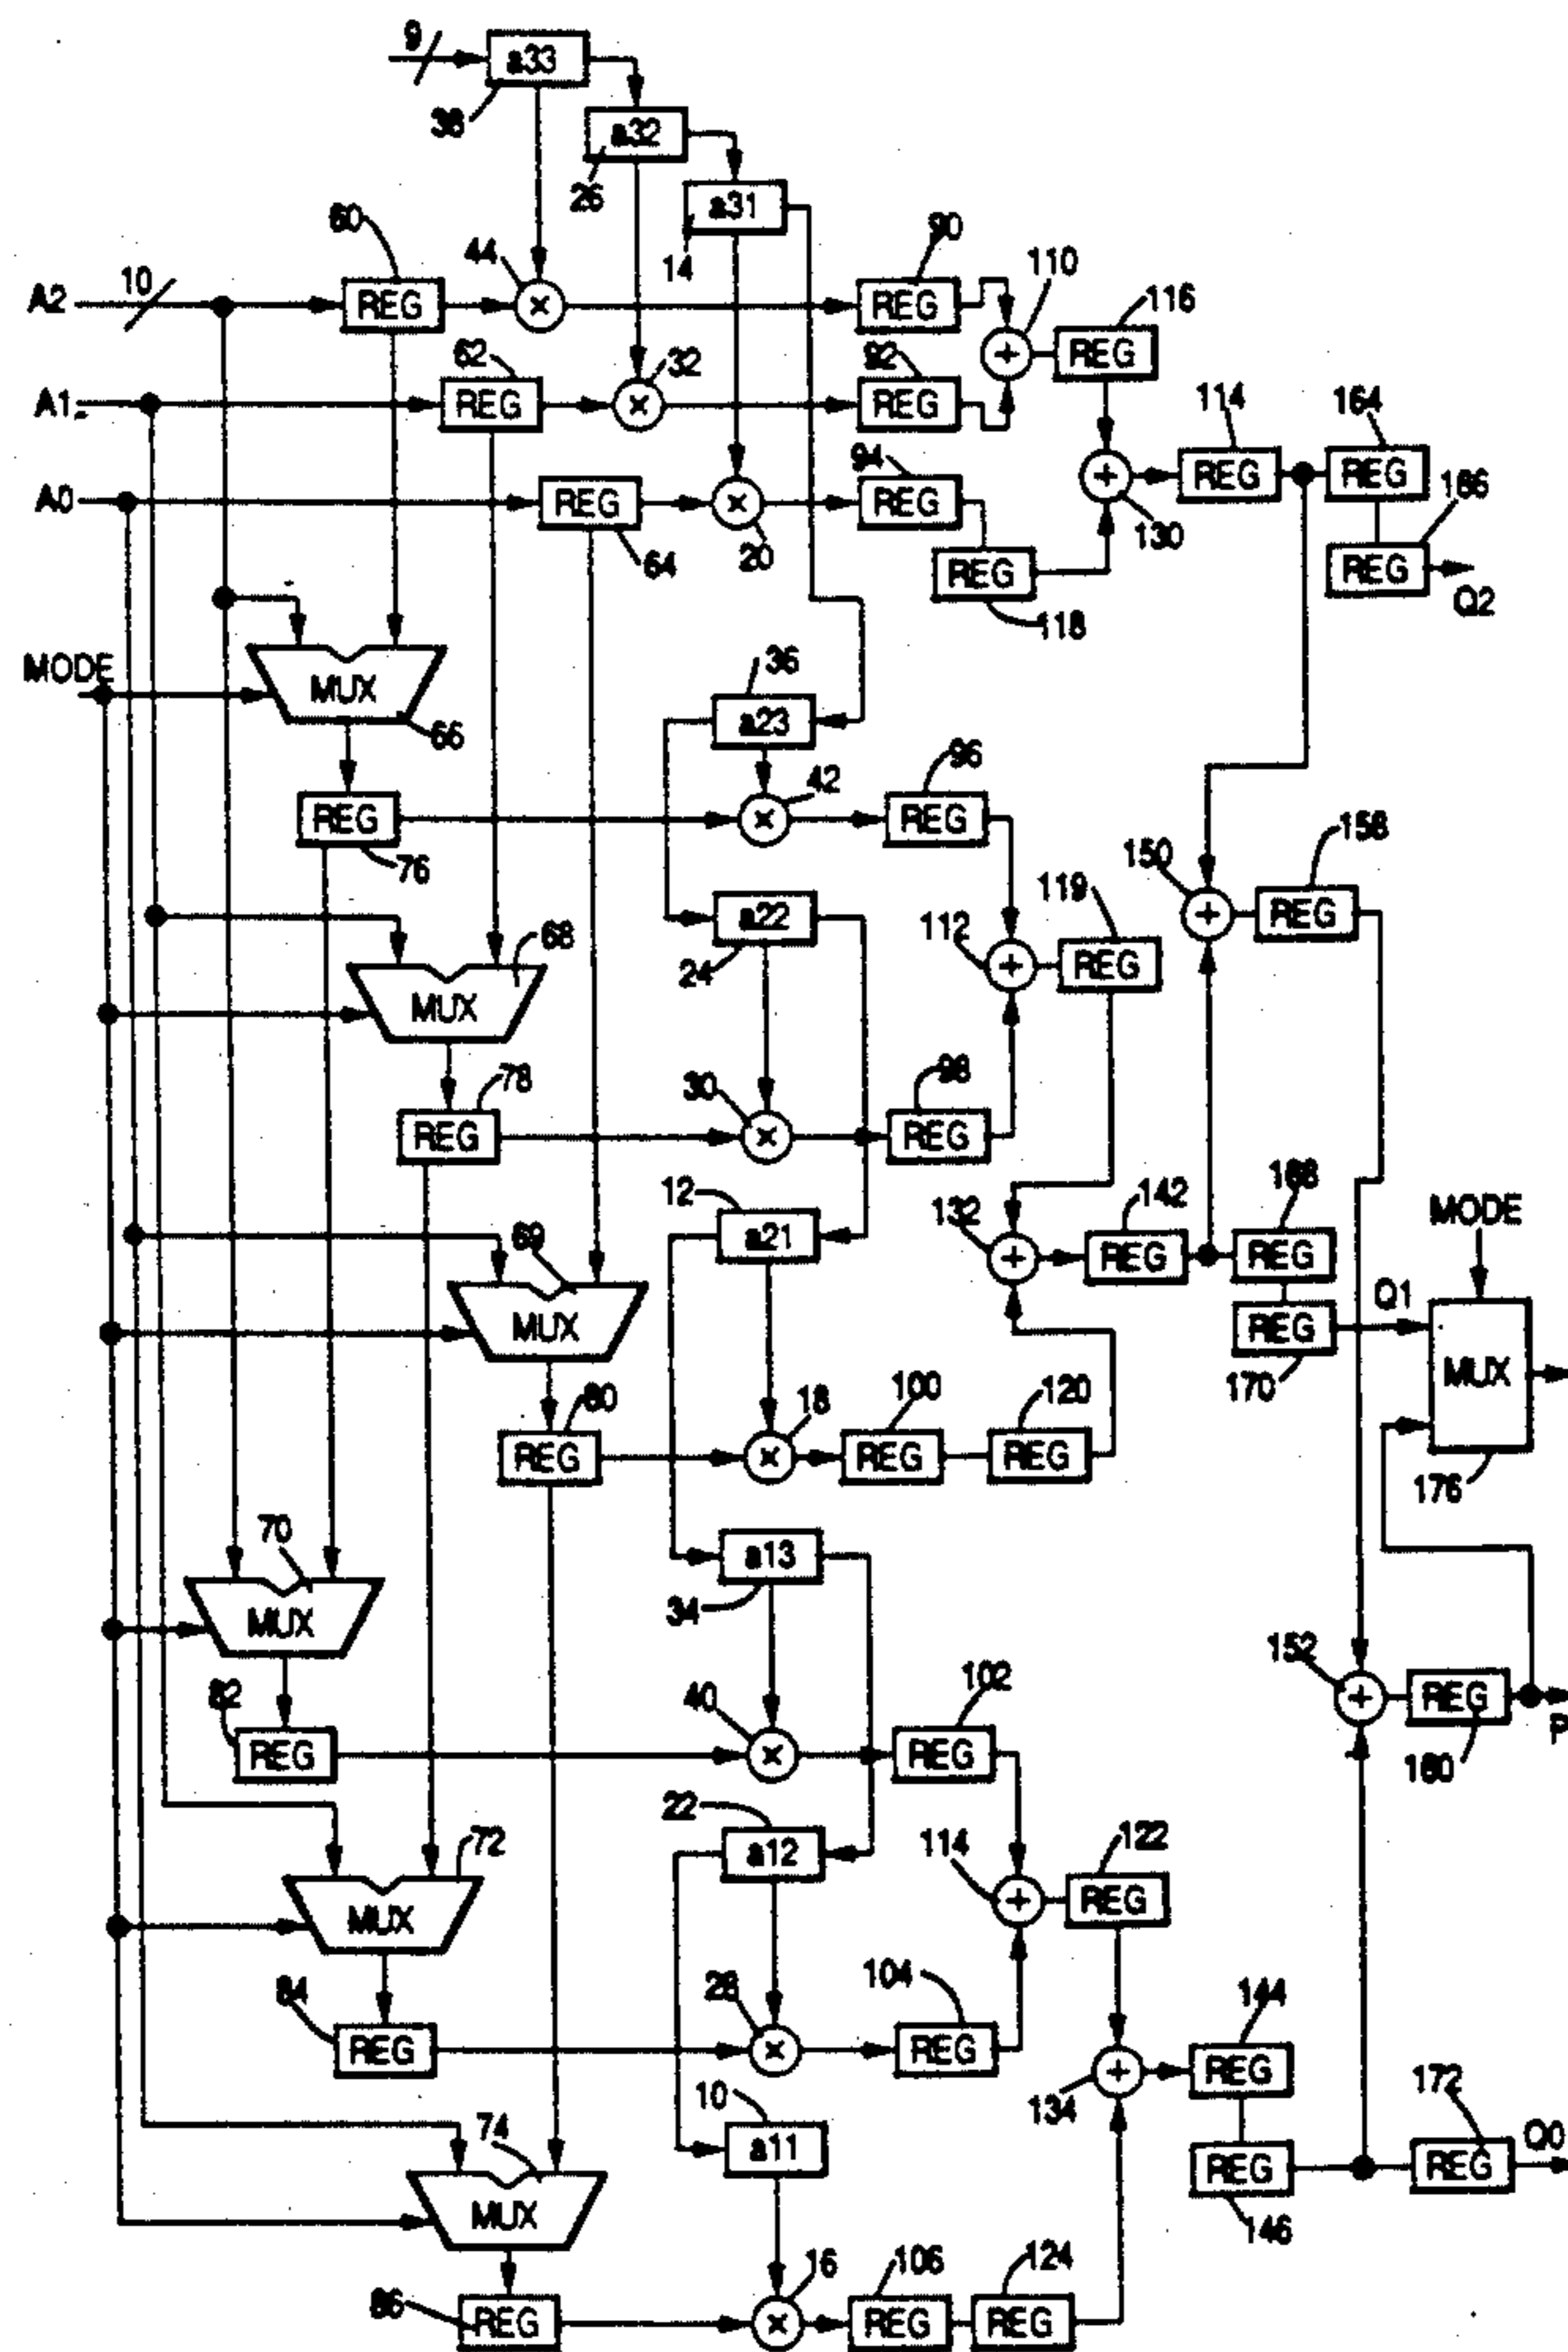 9
a33
38
a32
26
a31
14
A2
10
60
REG
44
×
90
REG
110
+
116
REG
A1
62
REG
32
×
92
REG
A0
REG
64
×
20
94
REG
REG
118
+
130
114
REG
164
REG
166
REG
Q2
MODE
MUX
66
36
a23
REG
76
42
×
96
REG
150
+
158
REG
a22
24
68
MUX
112
+
119
REG
78
REG
30
×
98
REG
12
a21
132
+
142
REG
168
REG
MODE
69
MUX
REG
170
Q1
MUX
176
80
REG
18
×
100
REG
120
REG
70
MUX
a13
34
82
REG
40
×
102
REG
152
+
REG
160
P
22
a12
72
MUX
114
+
122
REG
84
REG
28
×
104
REG
134
+
144
REG
10
a11
74
MUX
REG
146
172
REG
Q0
86
REG
16
×
106
REG
124
REG